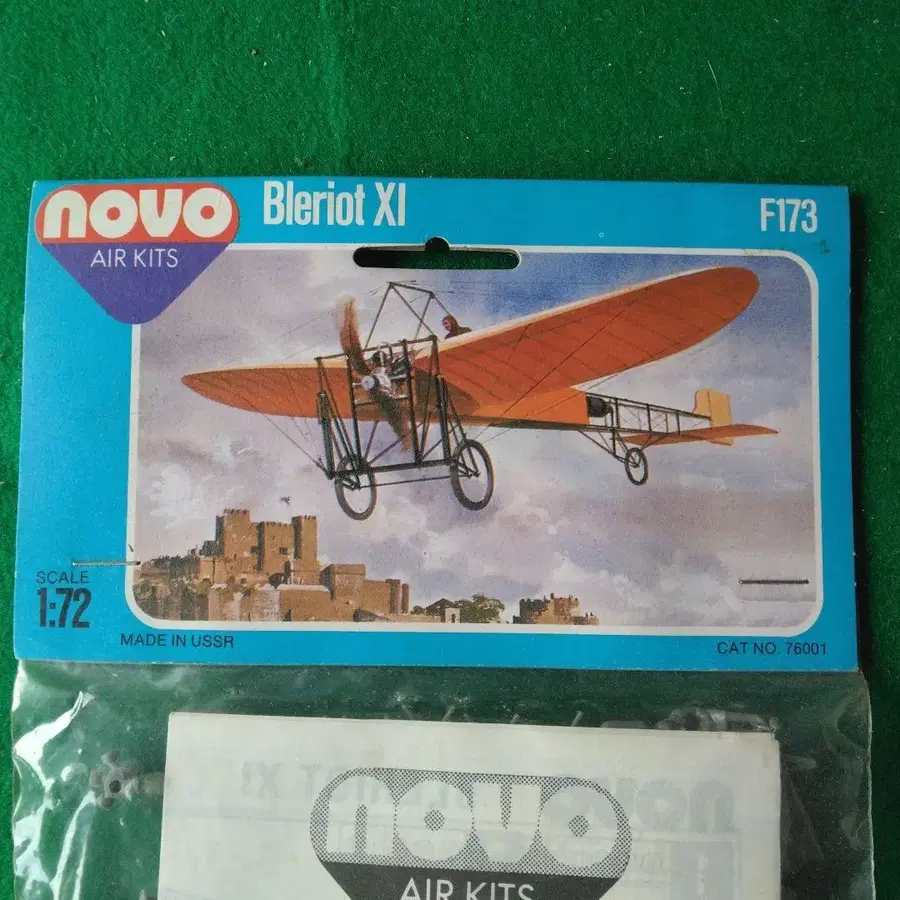 novo
AIR KITS
Bleriot XI
F173
SCALE
1:72
MADE IN USSR
CAT NO. 76001
novo
AIR KITS